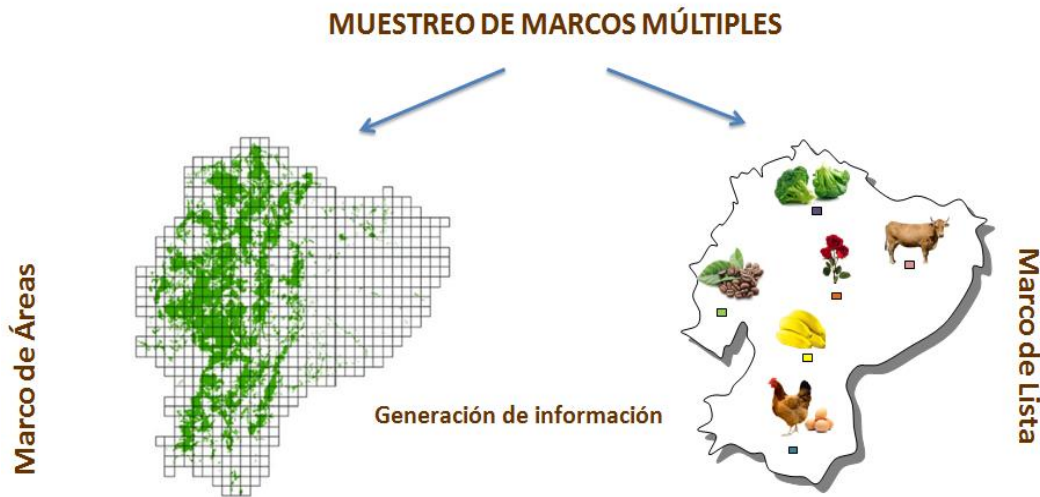 MUESTREO DE MARCOS MÚLTIPLES
Marco de Áreas
Generación de información
Marco de Lista